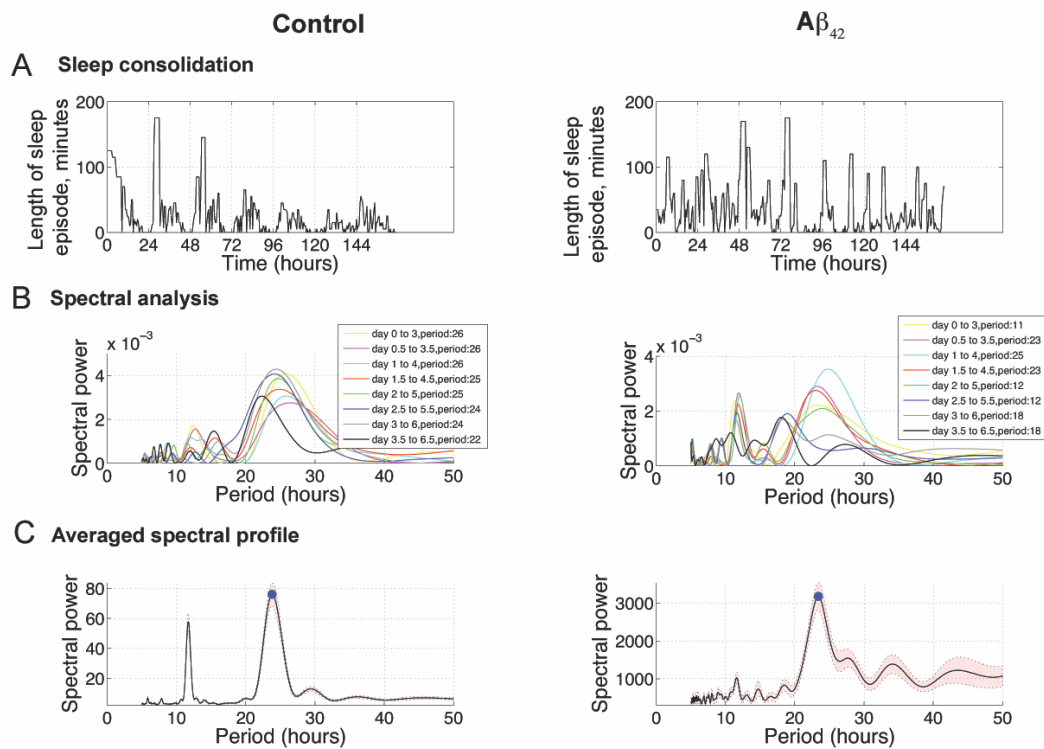 Control
Aβ42
A Sleep consolidation
200
100
0
0 24 48 72 96 120 144
Length of sleep
episode, minutes
Time (hours)
200
100
0
0 24 48 72 96 120 144
Length of sleep
episode, minutes
Time (hours)
B Spectral analysis
x 10−3
4
2
0
0 10 20 30 40 50
Spectral power
Period (hours)
day 0 to 3,period:26
day 0.5 to 3.5,period:26
day 1 to 4,period:26
day 1.5 to 4.5,period:25
day 2 to 5,period:25
day 2.5 to 5.5,period:24
day 3 to 6,period:24
day 3.5 to 6.5,period:22
x 10−3
4
2
0
0 10 20 30 40 50
Spectral power
Period (hours)
day 0 to 3,period:11
day 0.5 to 3.5,period:23
day 1 to 4,period:25
day 1.5 to 4.5,period:23
day 2 to 5,period:12
day 2.5 to 5.5,period:12
day 3 to 6,period:18
day 3.5 to 6.5,period:18
C Averaged spectral profile
80
60
40
20
0 10 20 30 40 50
Spectral power
Period (hours)
3000
2000
1000
0 10 20 30 40 50
Spectral power
Period (hours)